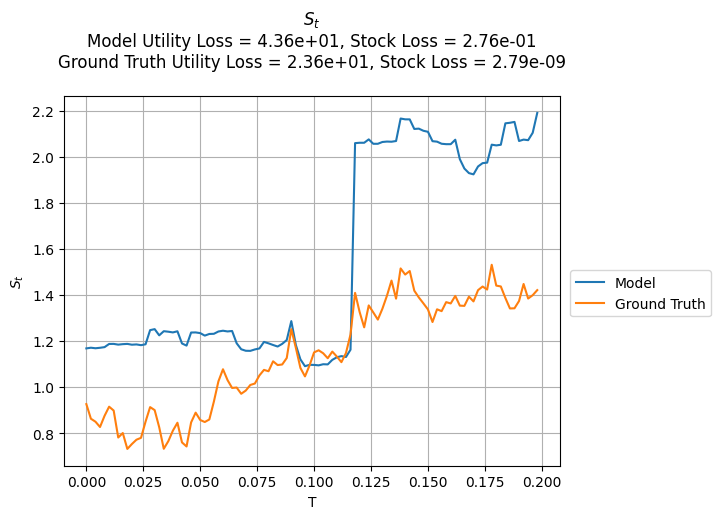 S_t
Model Utility Loss = 4.36e+01, Stock Loss = 2.76e-01
Ground Truth Utility Loss = 2.36e+01, Stock Loss = 2.79e-09
2.2
2.0
1.8
1.6
1.4
1.2
1.0
0.8
S_t
0.000 0.025 0.050 0.075 0.100 0.125 0.150 0.175 0.200
T
Model
Ground Truth